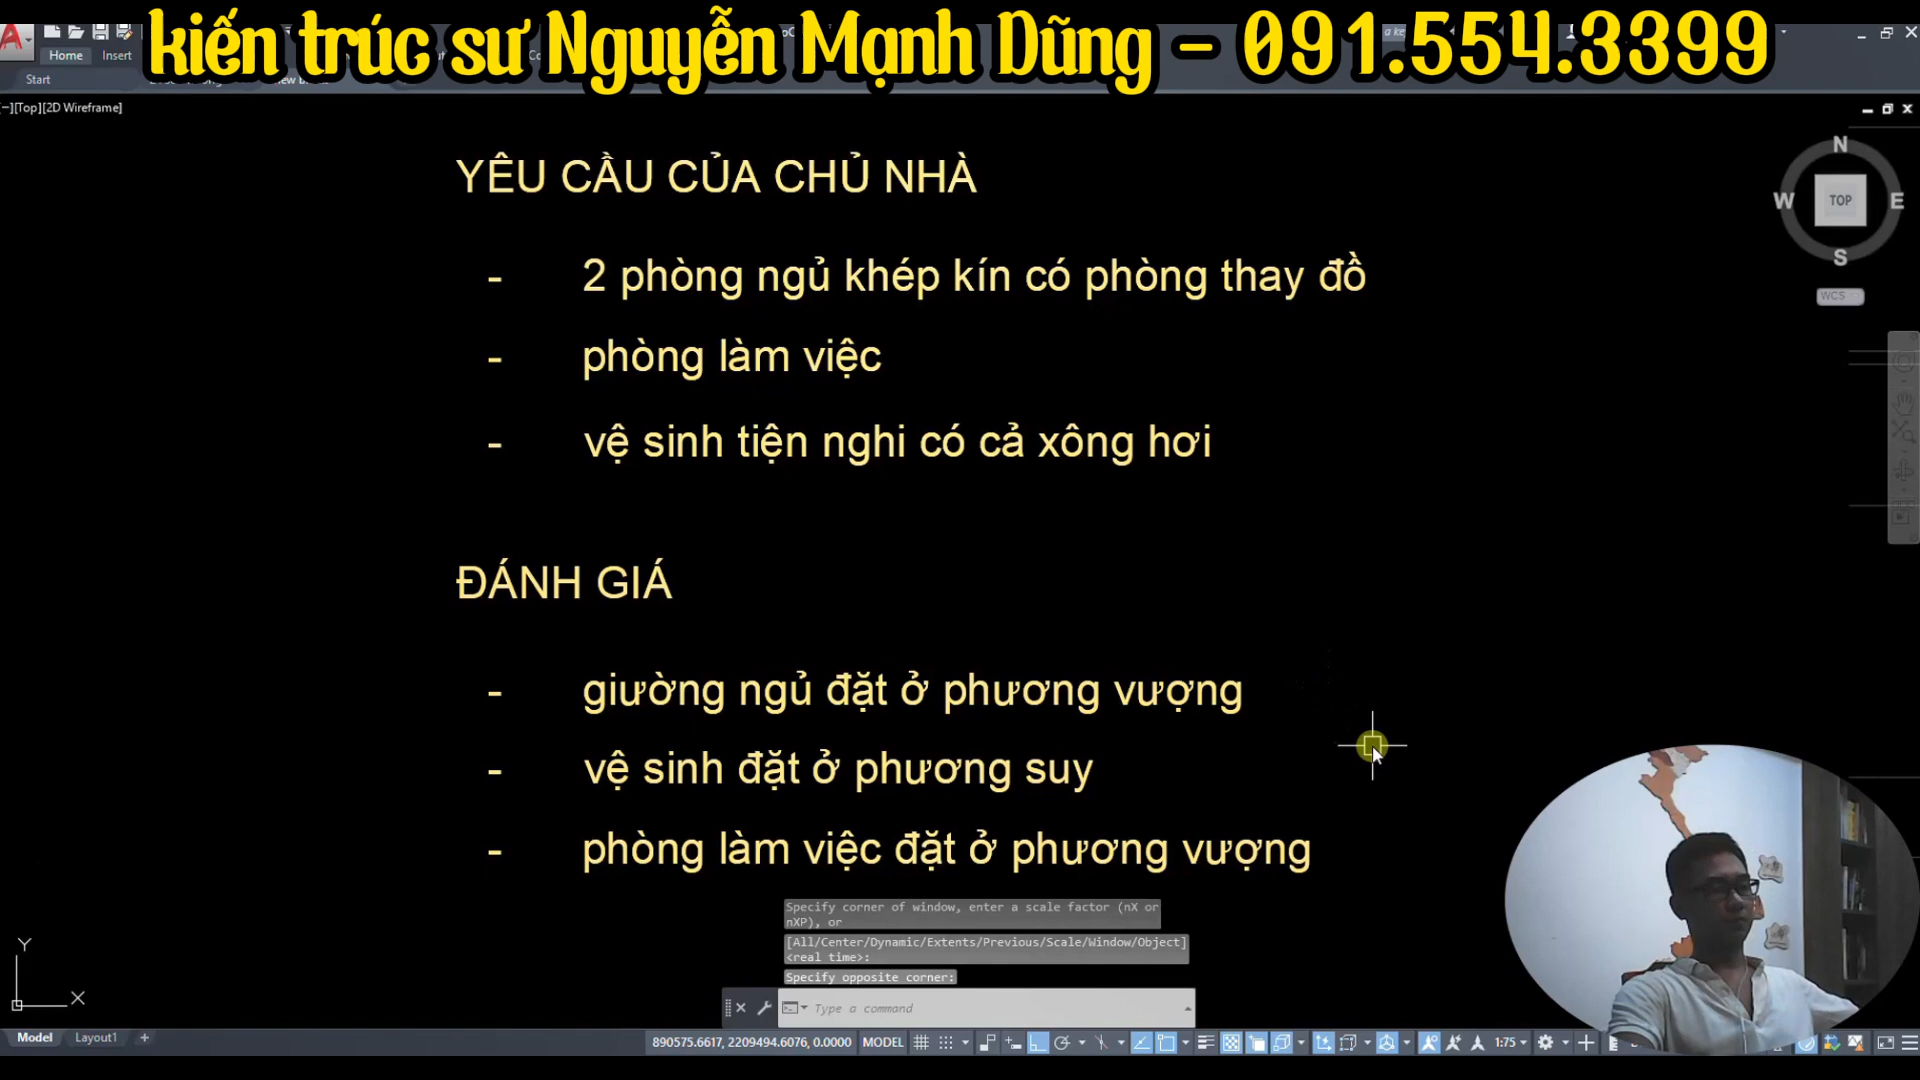 kiến trúc sư Nguyễn Mạnh Dũng – 091.554.3399
Home Insert
Start
[−][Top][2D Wireframe]
N
W TOP E
S
WCS
YÊU CẦU CỦA CHỦ NHÀ
- 2 phòng ngủ khép kín có phòng thay đồ
- phòng làm việc
- vệ sinh tiện nghi có cả xông hơi
ĐÁNH GIÁ
- giường ngủ đặt ở phương vượng
- vệ sinh đặt ở phương suy
- phòng làm việc đặt ở phương vượng
Specify corner of window, enter a scale factor (nX or
nXP), or
[All/Center/Dynamic/Extents/Previous/Scale/Window/Object]
<real time>:
Specify opposite corner:
Type a command
Y
X
Model Layout1 +
890575.6617, 2209494.6076, 0.0000 MODEL 1:75